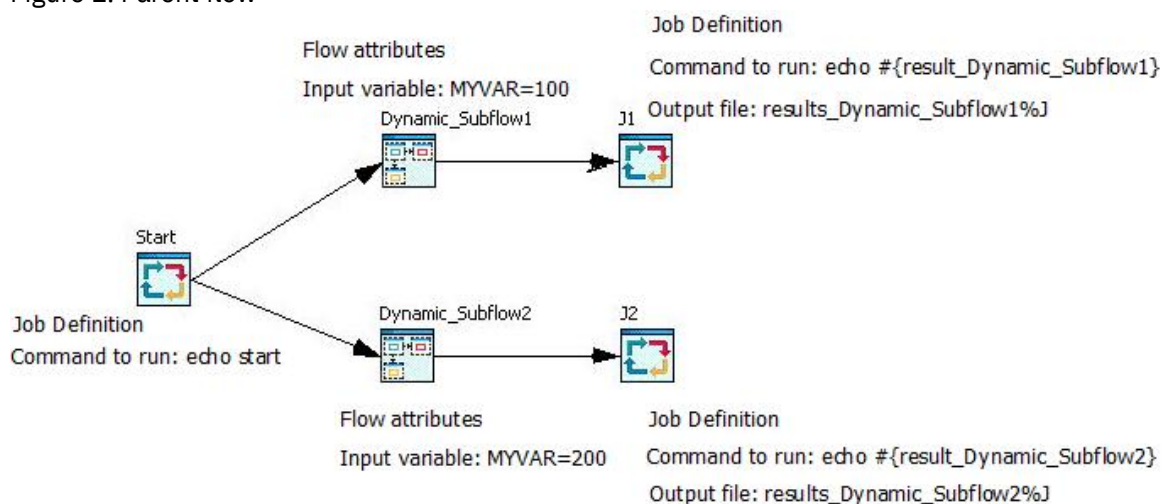 Figure 2. Parent
Job Definition
Flow attributes
Command to run: echo #{result_Dynamic_Subflow1}
Input variable: MYVAR=100
Output file: results_Dynamic_Subflow1%J
Dynamic_Subflow1
J1
Start
Dynamic_Subflow2
J2
Job Definition
Command to run: echo start
Flow attributes
Job Definition
Input variable: MYVAR=200
Command to run: echo #{result_Dynamic_Subflow2}
Output file: results_Dynamic_Subflow2%J